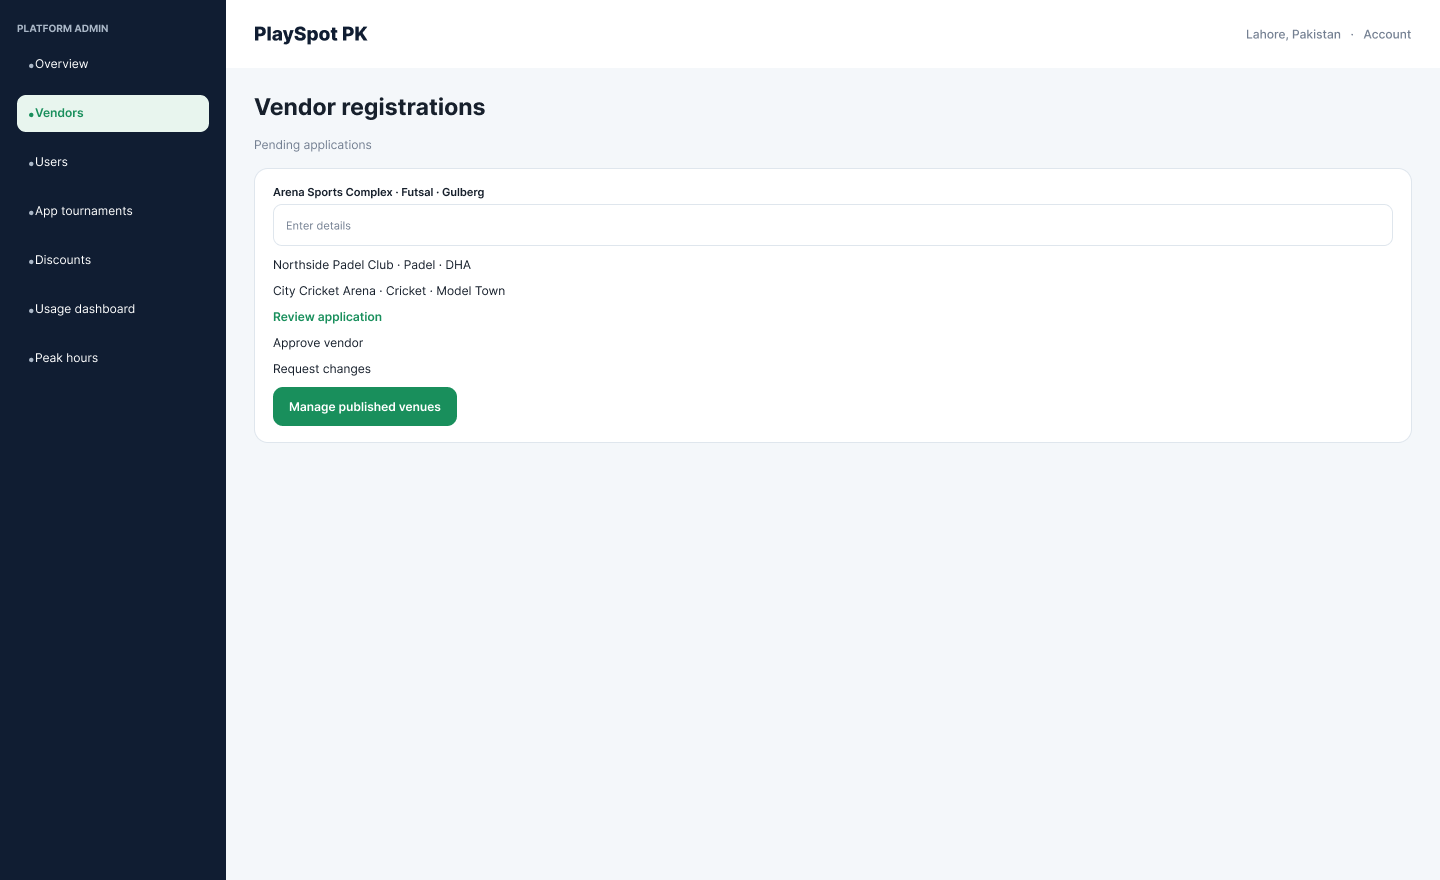 PLATFORM ADMIN
Overview
Vendors
Users
App tournaments
Discounts
Usage dashboard
Peak hours
PlaySpot PK
Lahore, Pakistan · Account
Vendor registrations
Pending applications
Arena Sports Complex · Futsal · Gulberg
Enter details
Northside Padel Club · Padel · DHA
City Cricket Arena · Cricket · Model Town
Review application
Approve vendor
Request changes
Manage published venues